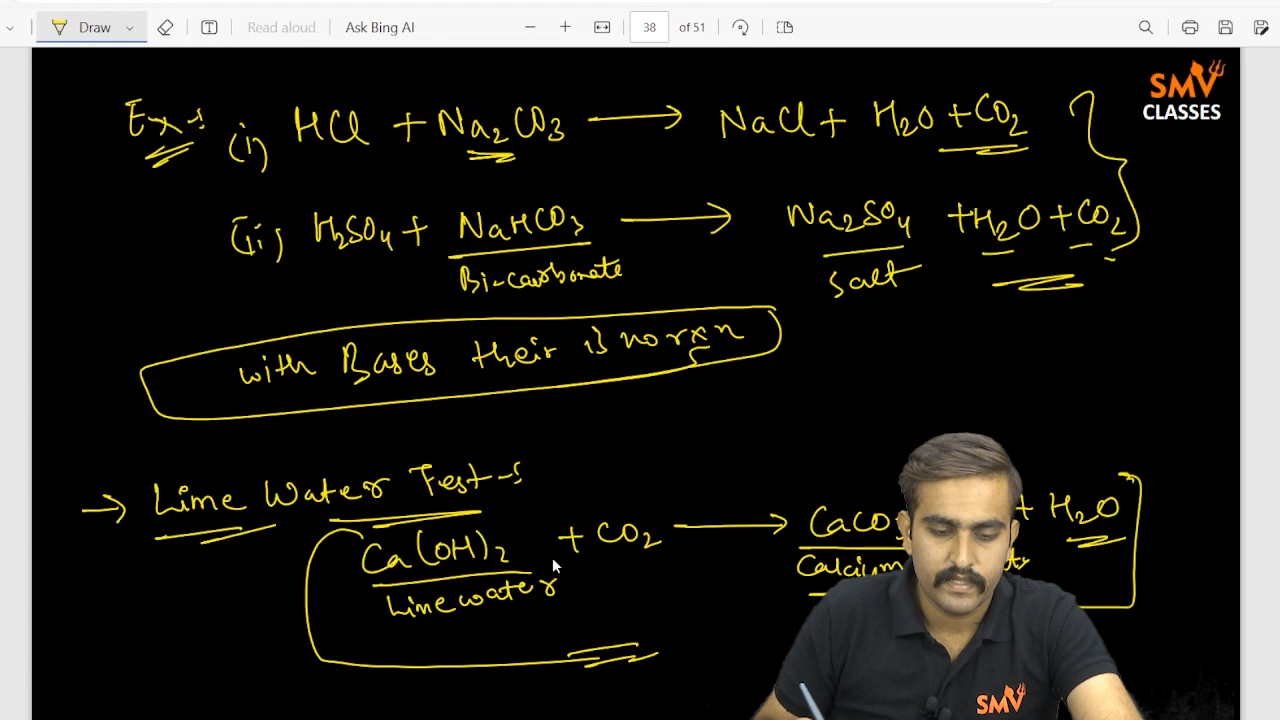 Draw
Read aloud
Ask Bing AI
38 of 51
SMV
CLASSES
Ex→ (i) HCl + Na2CO3 → NaCl + H2O + CO2
(ii) H2SO4 + NaHCO3 → Na2SO4 + H2O + CO2
Bi-carbonate
Salt
with Bases their is no rxn
→ Lime Water Test→
Ca(OH)2 + CO2 → CaCO + H2O
Lime water
Calcium
SMV